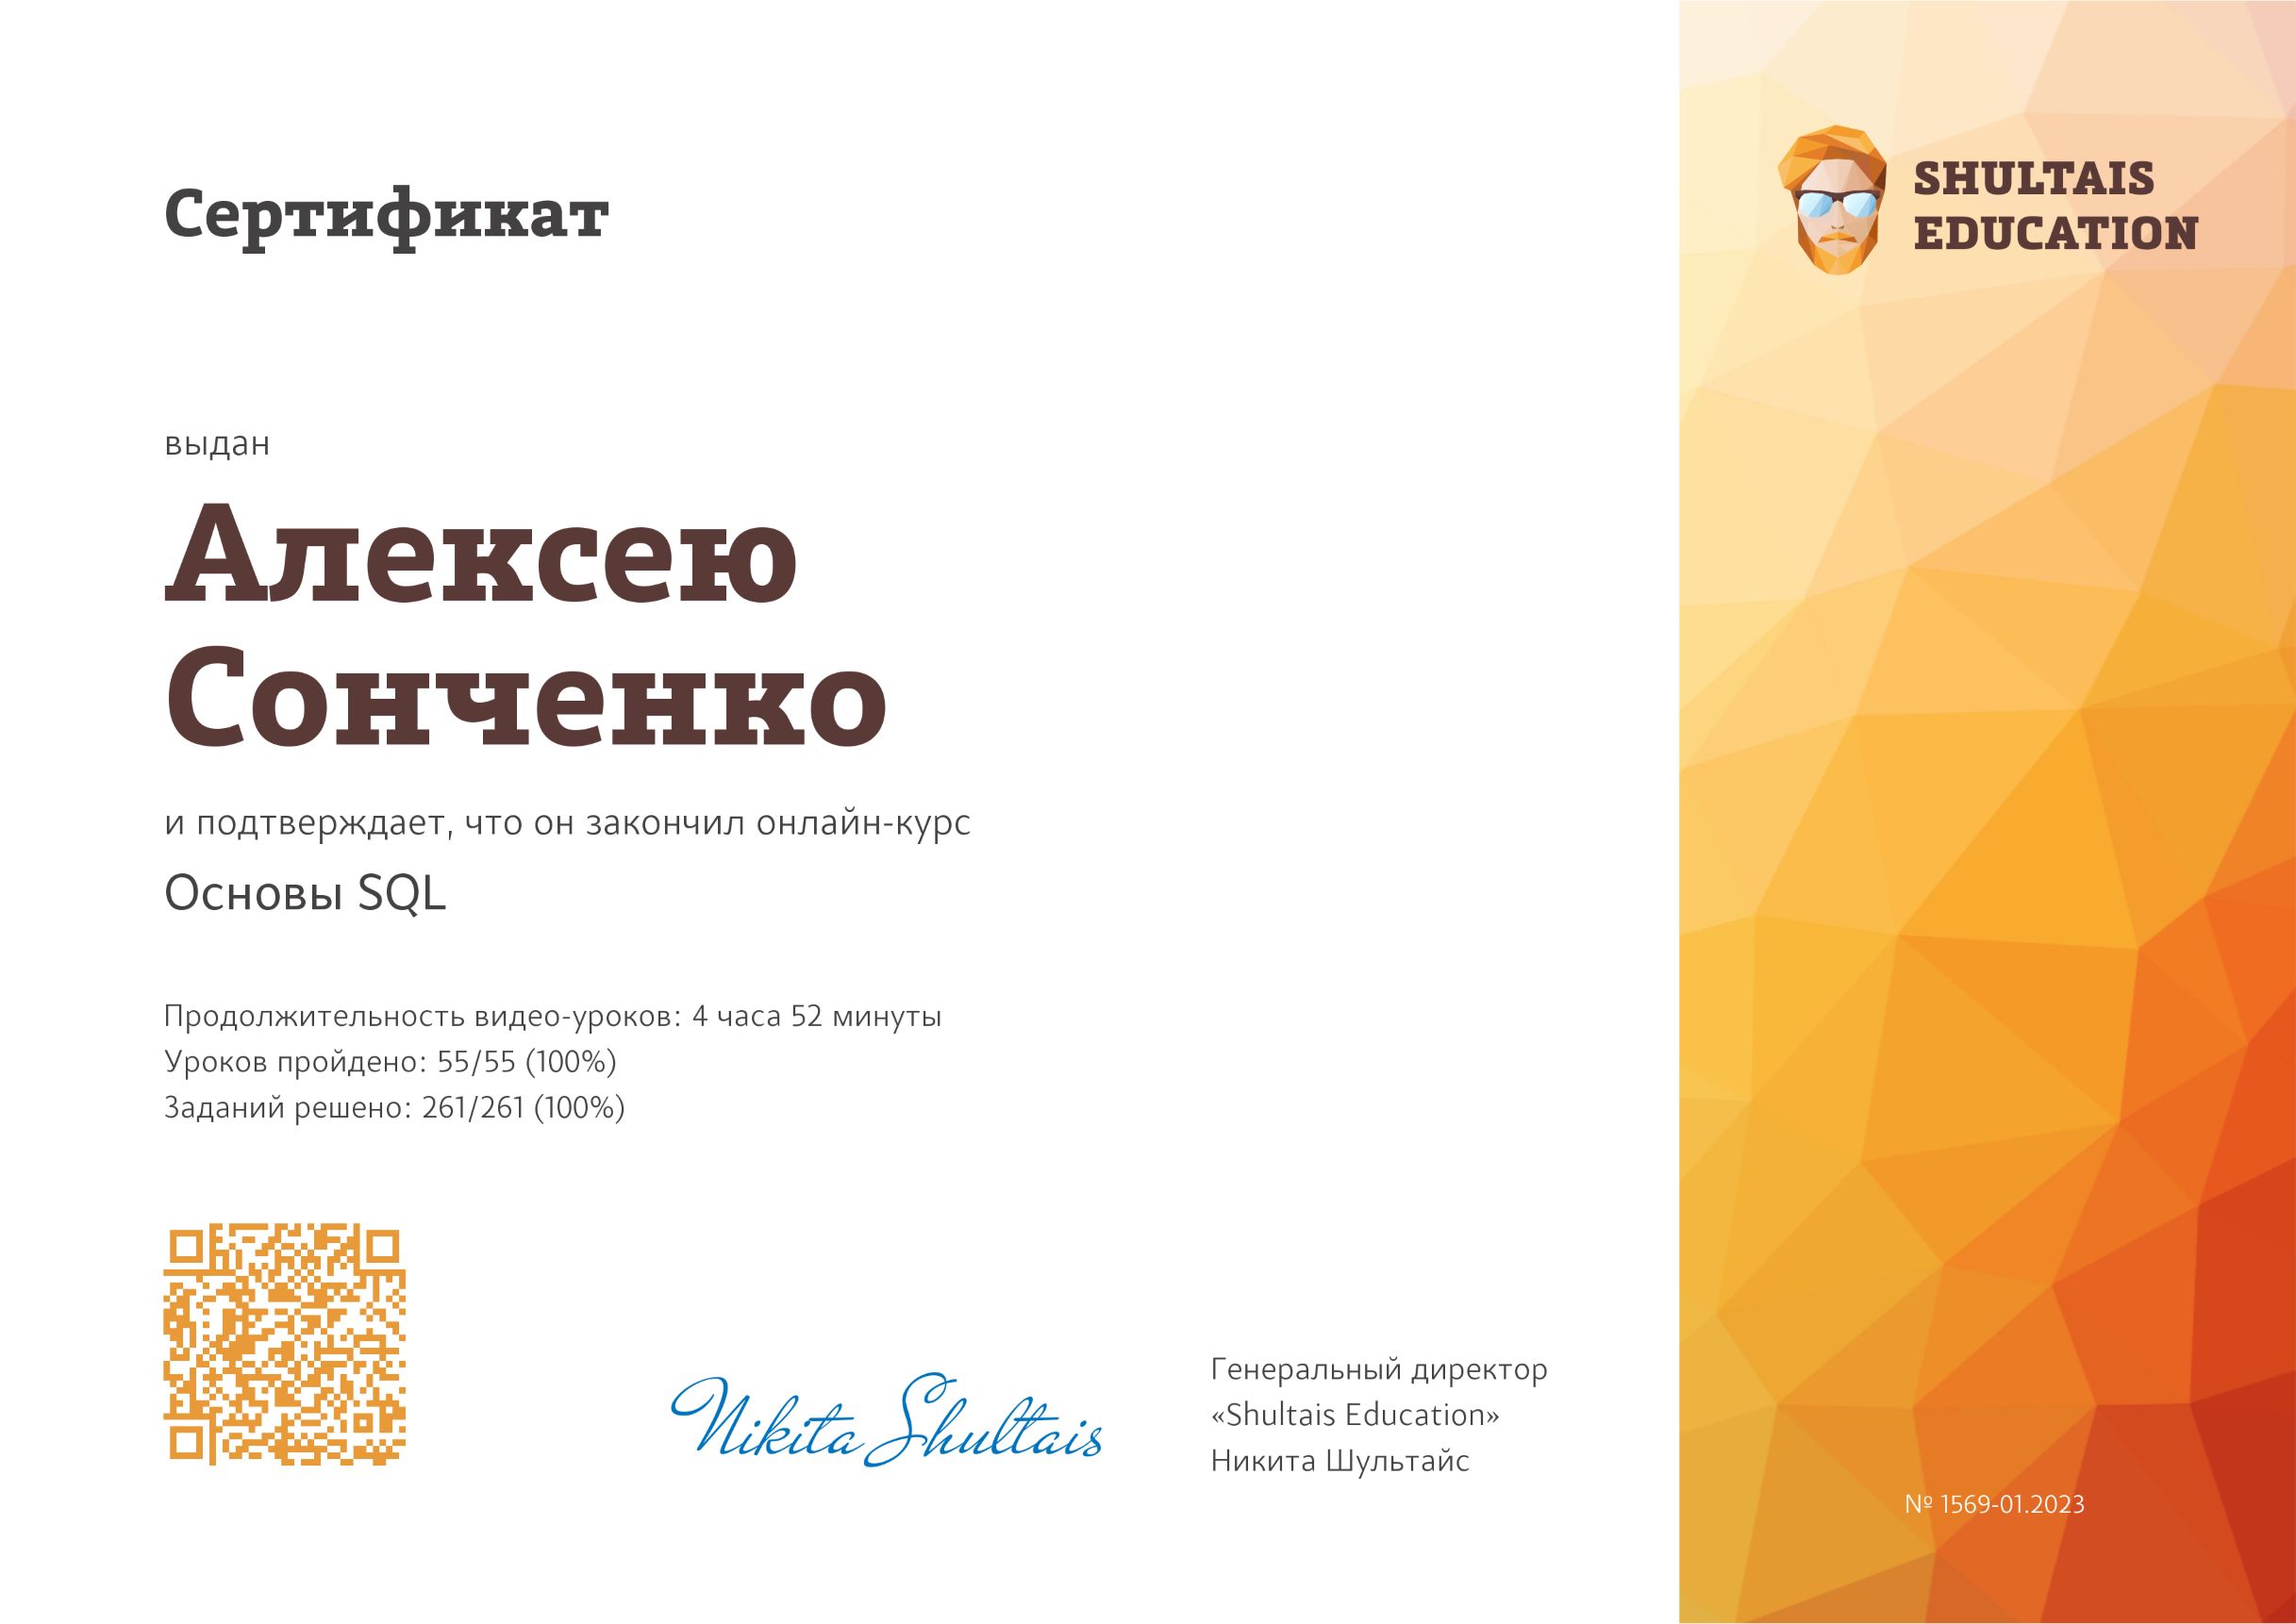 Сертификат
SHULTAIS
EDUCATION
выдан
Алексею
Сонченко
и подтверждает, что он закончил онлайн-курс
Основы SQL
Продолжительность видео-уроков: 4 часа 52 минуты
Уроков пройдено: 55/55 (100%)
Заданий решено: 261/261 (100%)
Nikita Shultais
Генеральный директор
«Shultais Education»
Никита Шультайс
№ 1569-01.2023